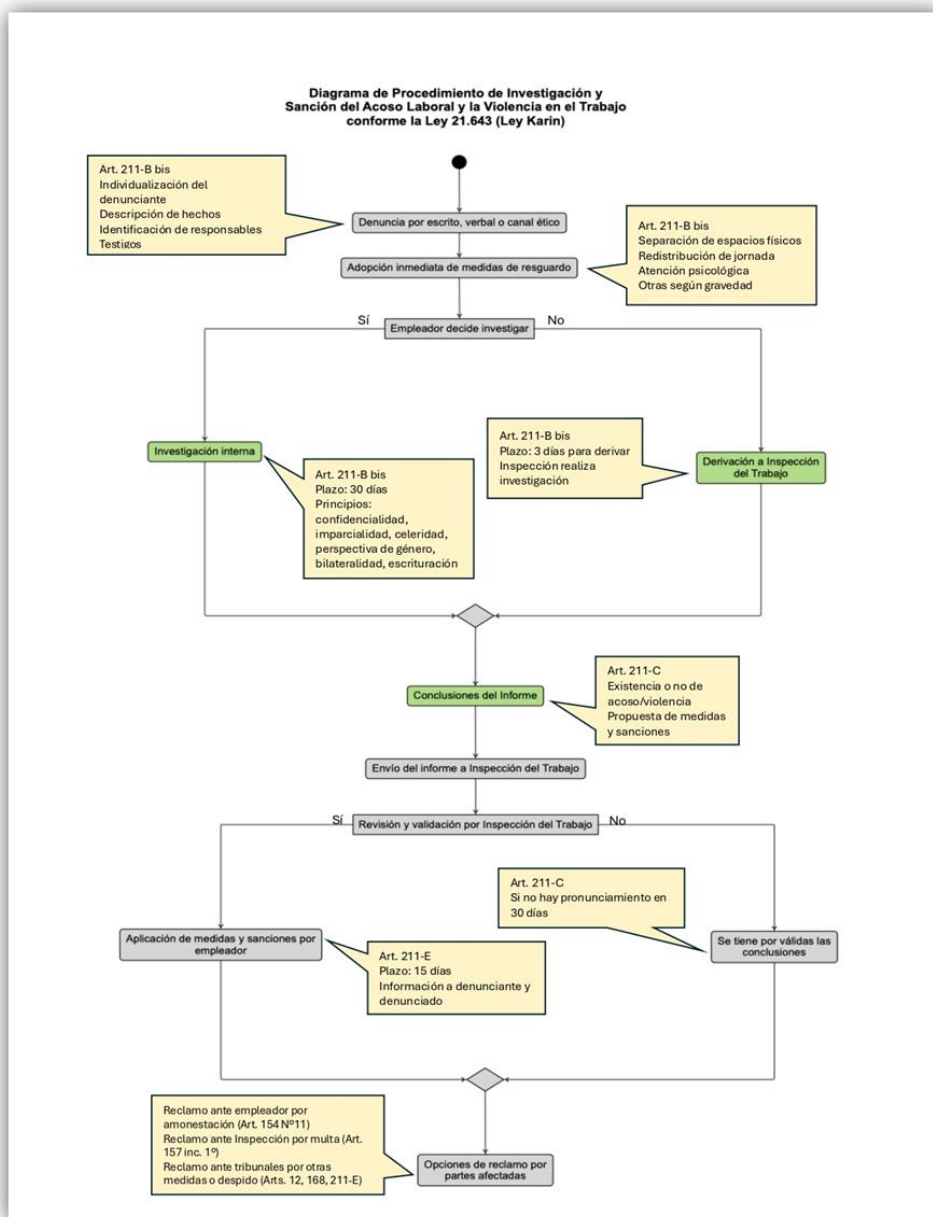 Diagrama de Procedimiento de Investigación y
Sanción del Acoso Laboral y la Violencia en el Trabajo
conforme la Ley 21.643 (Ley Karin)
Art. 211-B bis
Individualización del
denunciante
Descripción de hechos
Identificación de responsables
Testigos
Denuncia por escrito, verbal o canal ético
Art. 211-B bis
Separación de espacios físicos
Redistribución de jornada
Atención psicológica
Otras según gravedad
Adopción inmediata de medidas de resguardo
Sí
Empleador decide investigar
No
Investigación interna
Art. 211-B bis
Plazo: 30 días
Principios:
confidencialidad,
imparcialidad, celeridad,
perspectiva de género,
bilateralidad, escrituración
Art. 211-B bis
Plazo: 3 días para derivar
Inspección realiza
investigación
Derivación a Inspección
del Trabajo
Conclusiones del Informe
Art. 211-C
Existencia o no de
acoso/violencia
Propuesta de medidas
y sanciones
Envío del informe a Inspección del Trabajo
Sí
Revisión y validación por Inspección del Trabajo
No
Aplicación de medidas y sanciones por
empleador
Art. 211-E
Plazo: 15 días
Información a denunciante y
denunciado
Art. 211-C
Si no hay pronunciamiento en
30 días
Se tiene por válidas las
conclusiones
Reclamo ante empleador por
amonestación (Art. 154 Nº11)
Reclamo ante Inspección por multa (Art.
157 inc. 1º)
Reclamo ante tribunales por otras
medidas o despido (Arts. 12, 168, 211-E)
Opciones de reclamo por
partes afectadas